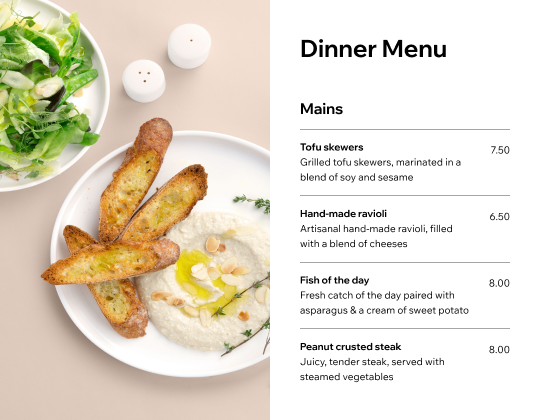 Dinner Menu
Mains
Tofu skewers
7.50
Grilled tofu skewers, marinated in a
blend of soy and sesame
Hand-made ravioli
6.50
Artisanal hand-made ravioli, filled
with a blend of cheeses
Fish of the day
8.00
Fresh catch of the day paired with
asparagus & a cream of sweet potato
Peanut crusted steak
8.00
Juicy, tender steak, served with
steamed vegetables